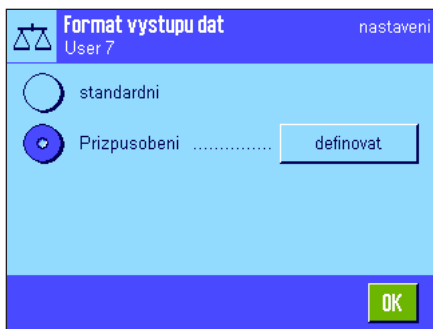 Format vystupu dat nastaveni
User 7
standardni
Prizpusobeni ............... definovat
OK